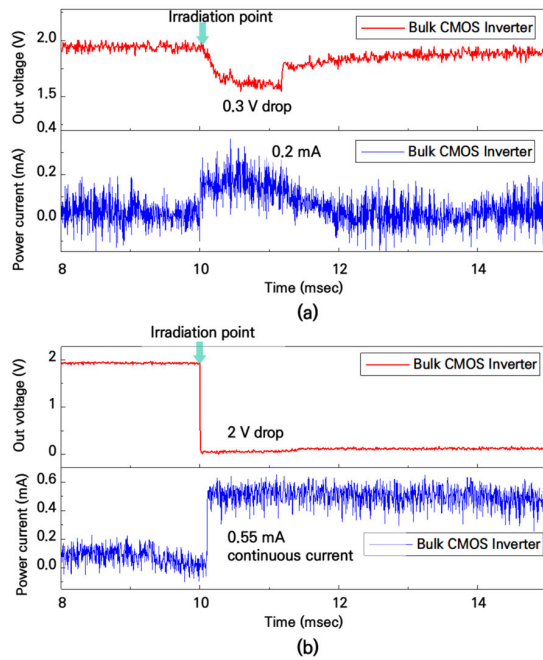 Irradiation point
2.0
1.5
0.4
Out voltage (V)
Bulk CMOS Inverter
0.3 V drop
0.2
0.0
Power current (mA)
Bulk CMOS Inverter
0.2 mA
8 10 12 14
Time (msec)
(a)
Irradiation point
2
1
0
Out voltage (V)
Bulk CMOS Inverter
2 V drop
0.6
0.4
0.2
0.0
Power current (mA)
0.55 mA
continuous current
Bulk CMOS Inverter
8 10 12 14
Time (msec)
(b)